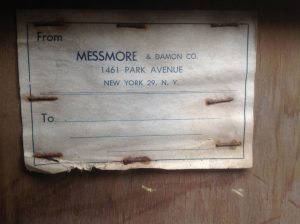 From
MESSMORE & DAMON CO.
1461 PARK AVENUE
NEW YORK 29, N. Y.
To